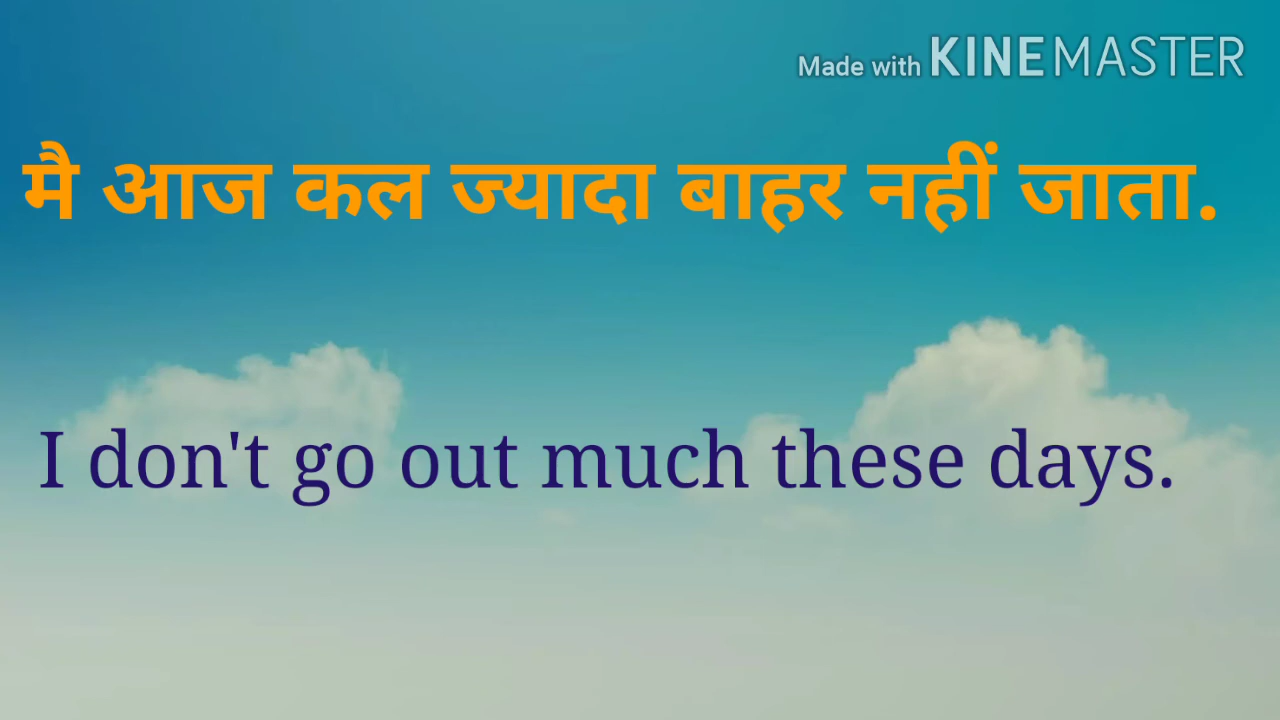 Made with KINEMASTER
मै आज कल ज्यादा बाहर नहीं जाता.
I don't go out much these days.